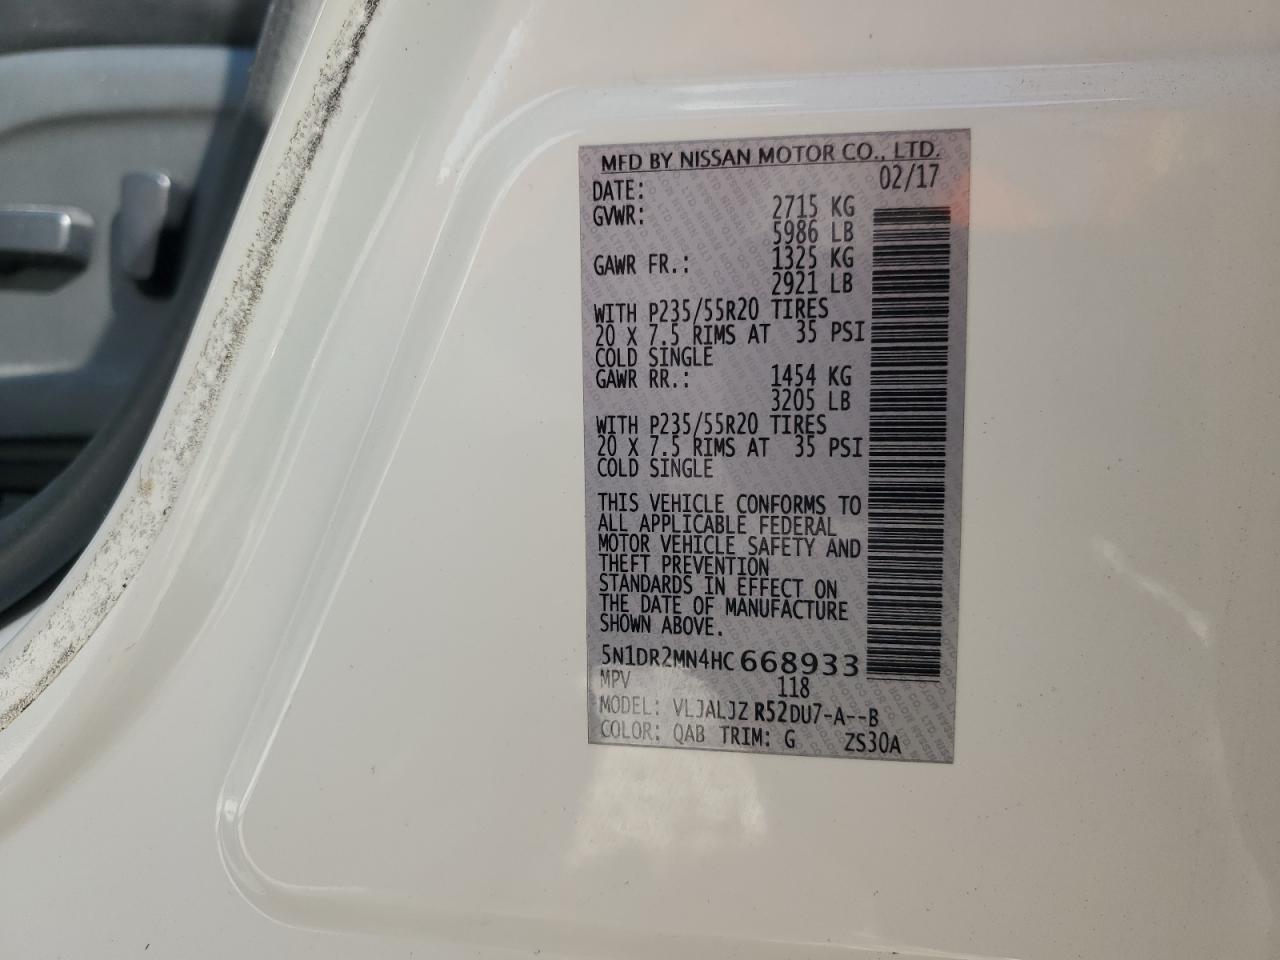 MFD BY NISSAN MOTOR CO., LTD.
DATE: 02/17
GVWR: 2715 KG
5986 LB
GAWR FR.: 1325 KG
2921 LB
WITH P235/55R20 TIRES
20 X 7.5 RIMS AT 35 PSI
COLD SINGLE
GAWR RR.: 1454 KG
3205 LB
WITH P235/55R20 TIRES
20 X 7.5 RIMS AT 35 PSI
COLD SINGLE
THIS VEHICLE CONFORMS TO
ALL APPLICABLE FEDERAL
MOTOR VEHICLE SAFETY AND
THEFT PREVENTION
STANDARDS IN EFFECT ON
THE DATE OF MANUFACTURE
SHOWN ABOVE.
5N1DR2MN4HC668933
MPV 118
MODEL: VLJALJZ R52DU7-A--B
COLOR: QAB TRIM: G ZS30A